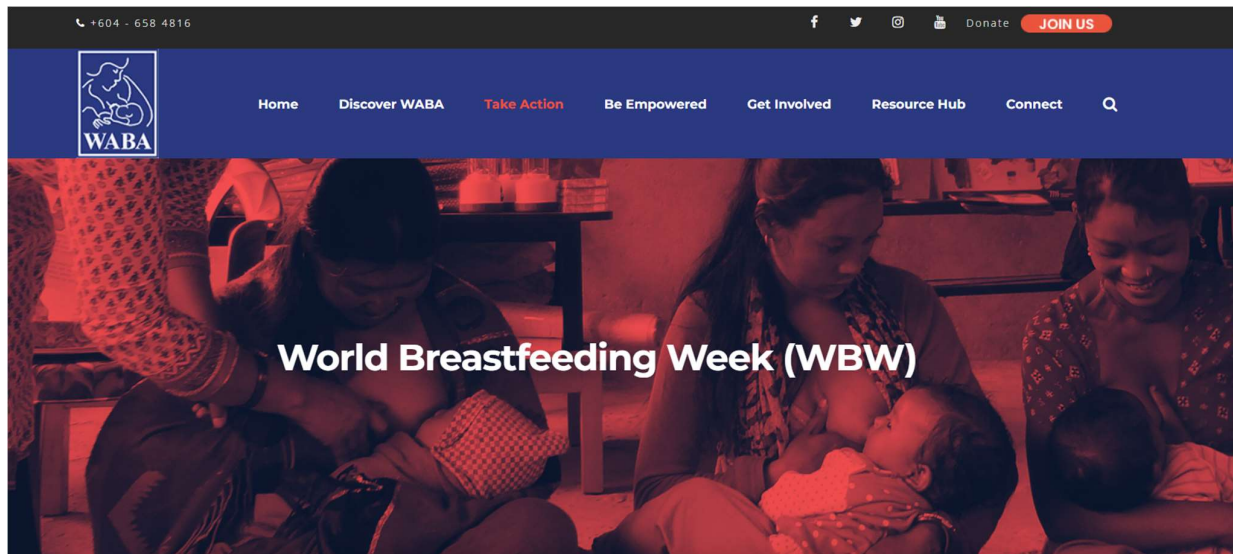 +604 - 658 4816
Donate JOIN US
WABA
Home Discover WABA Take Action Be Empowered Get Involved Resource Hub Connect
World Breastfeeding Week (WBW)